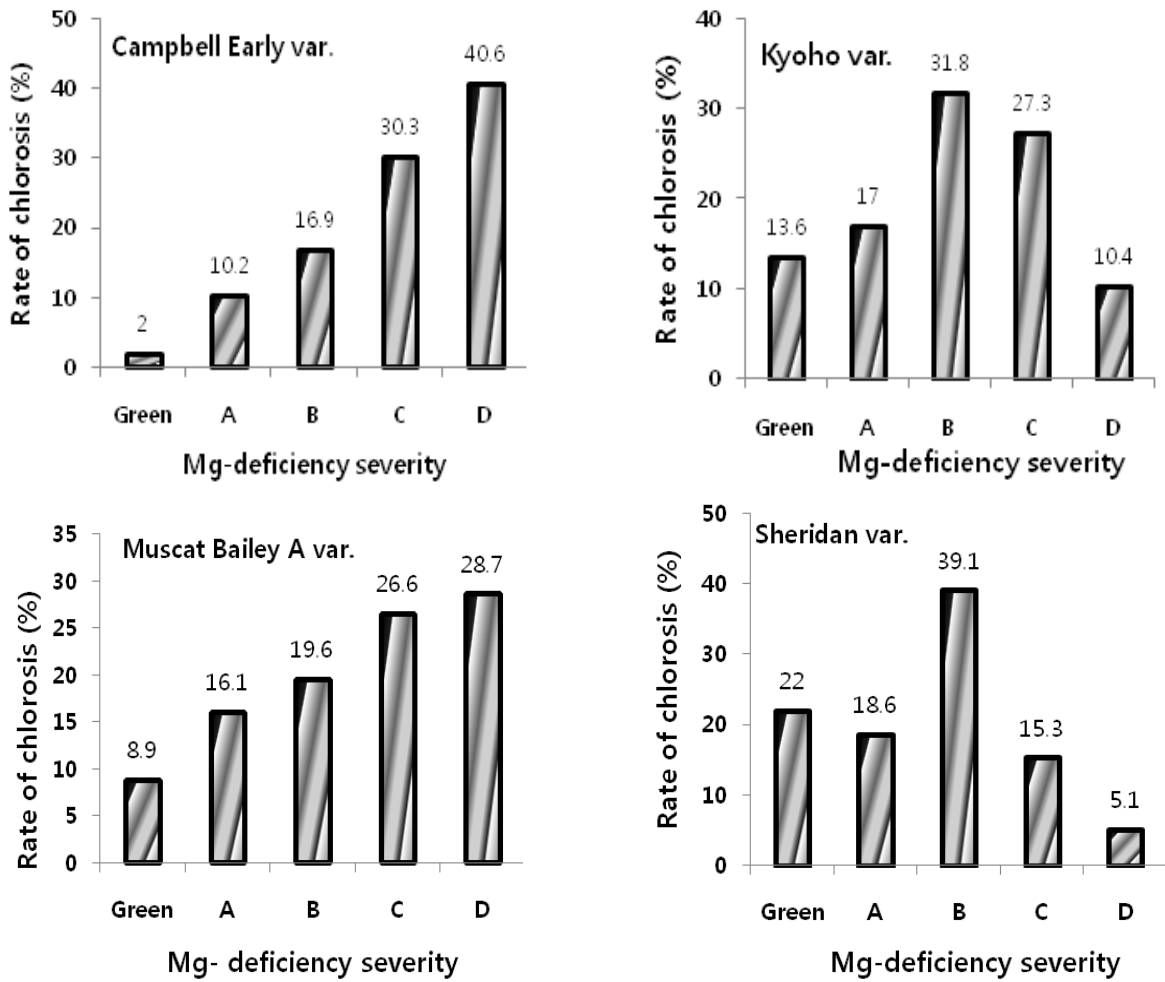 Campbell Early var.
Rate of chlorosis (%)
50
40
30
20
10
0
2
10.2
16.9
30.3
40.6
Green A B C D
Mg-deficiency severity
Kyoho var.
Rate of chlorosis (%)
40
30
20
10
0
13.6
17
31.8
27.3
10.4
Green A B C D
Mg-deficiency severity
Muscat Bailey A var.
Rate of chlorosis (%)
35
30
25
20
15
10
5
0
8.9
16.1
19.6
26.6
28.7
Green A B C D
Mg- deficiency severity
Sheridan var.
Rate of chlorosis (%)
50
40
30
20
10
0
22
18.6
39.1
15.3
5.1
Green A B C D
Mg-deficiency severity